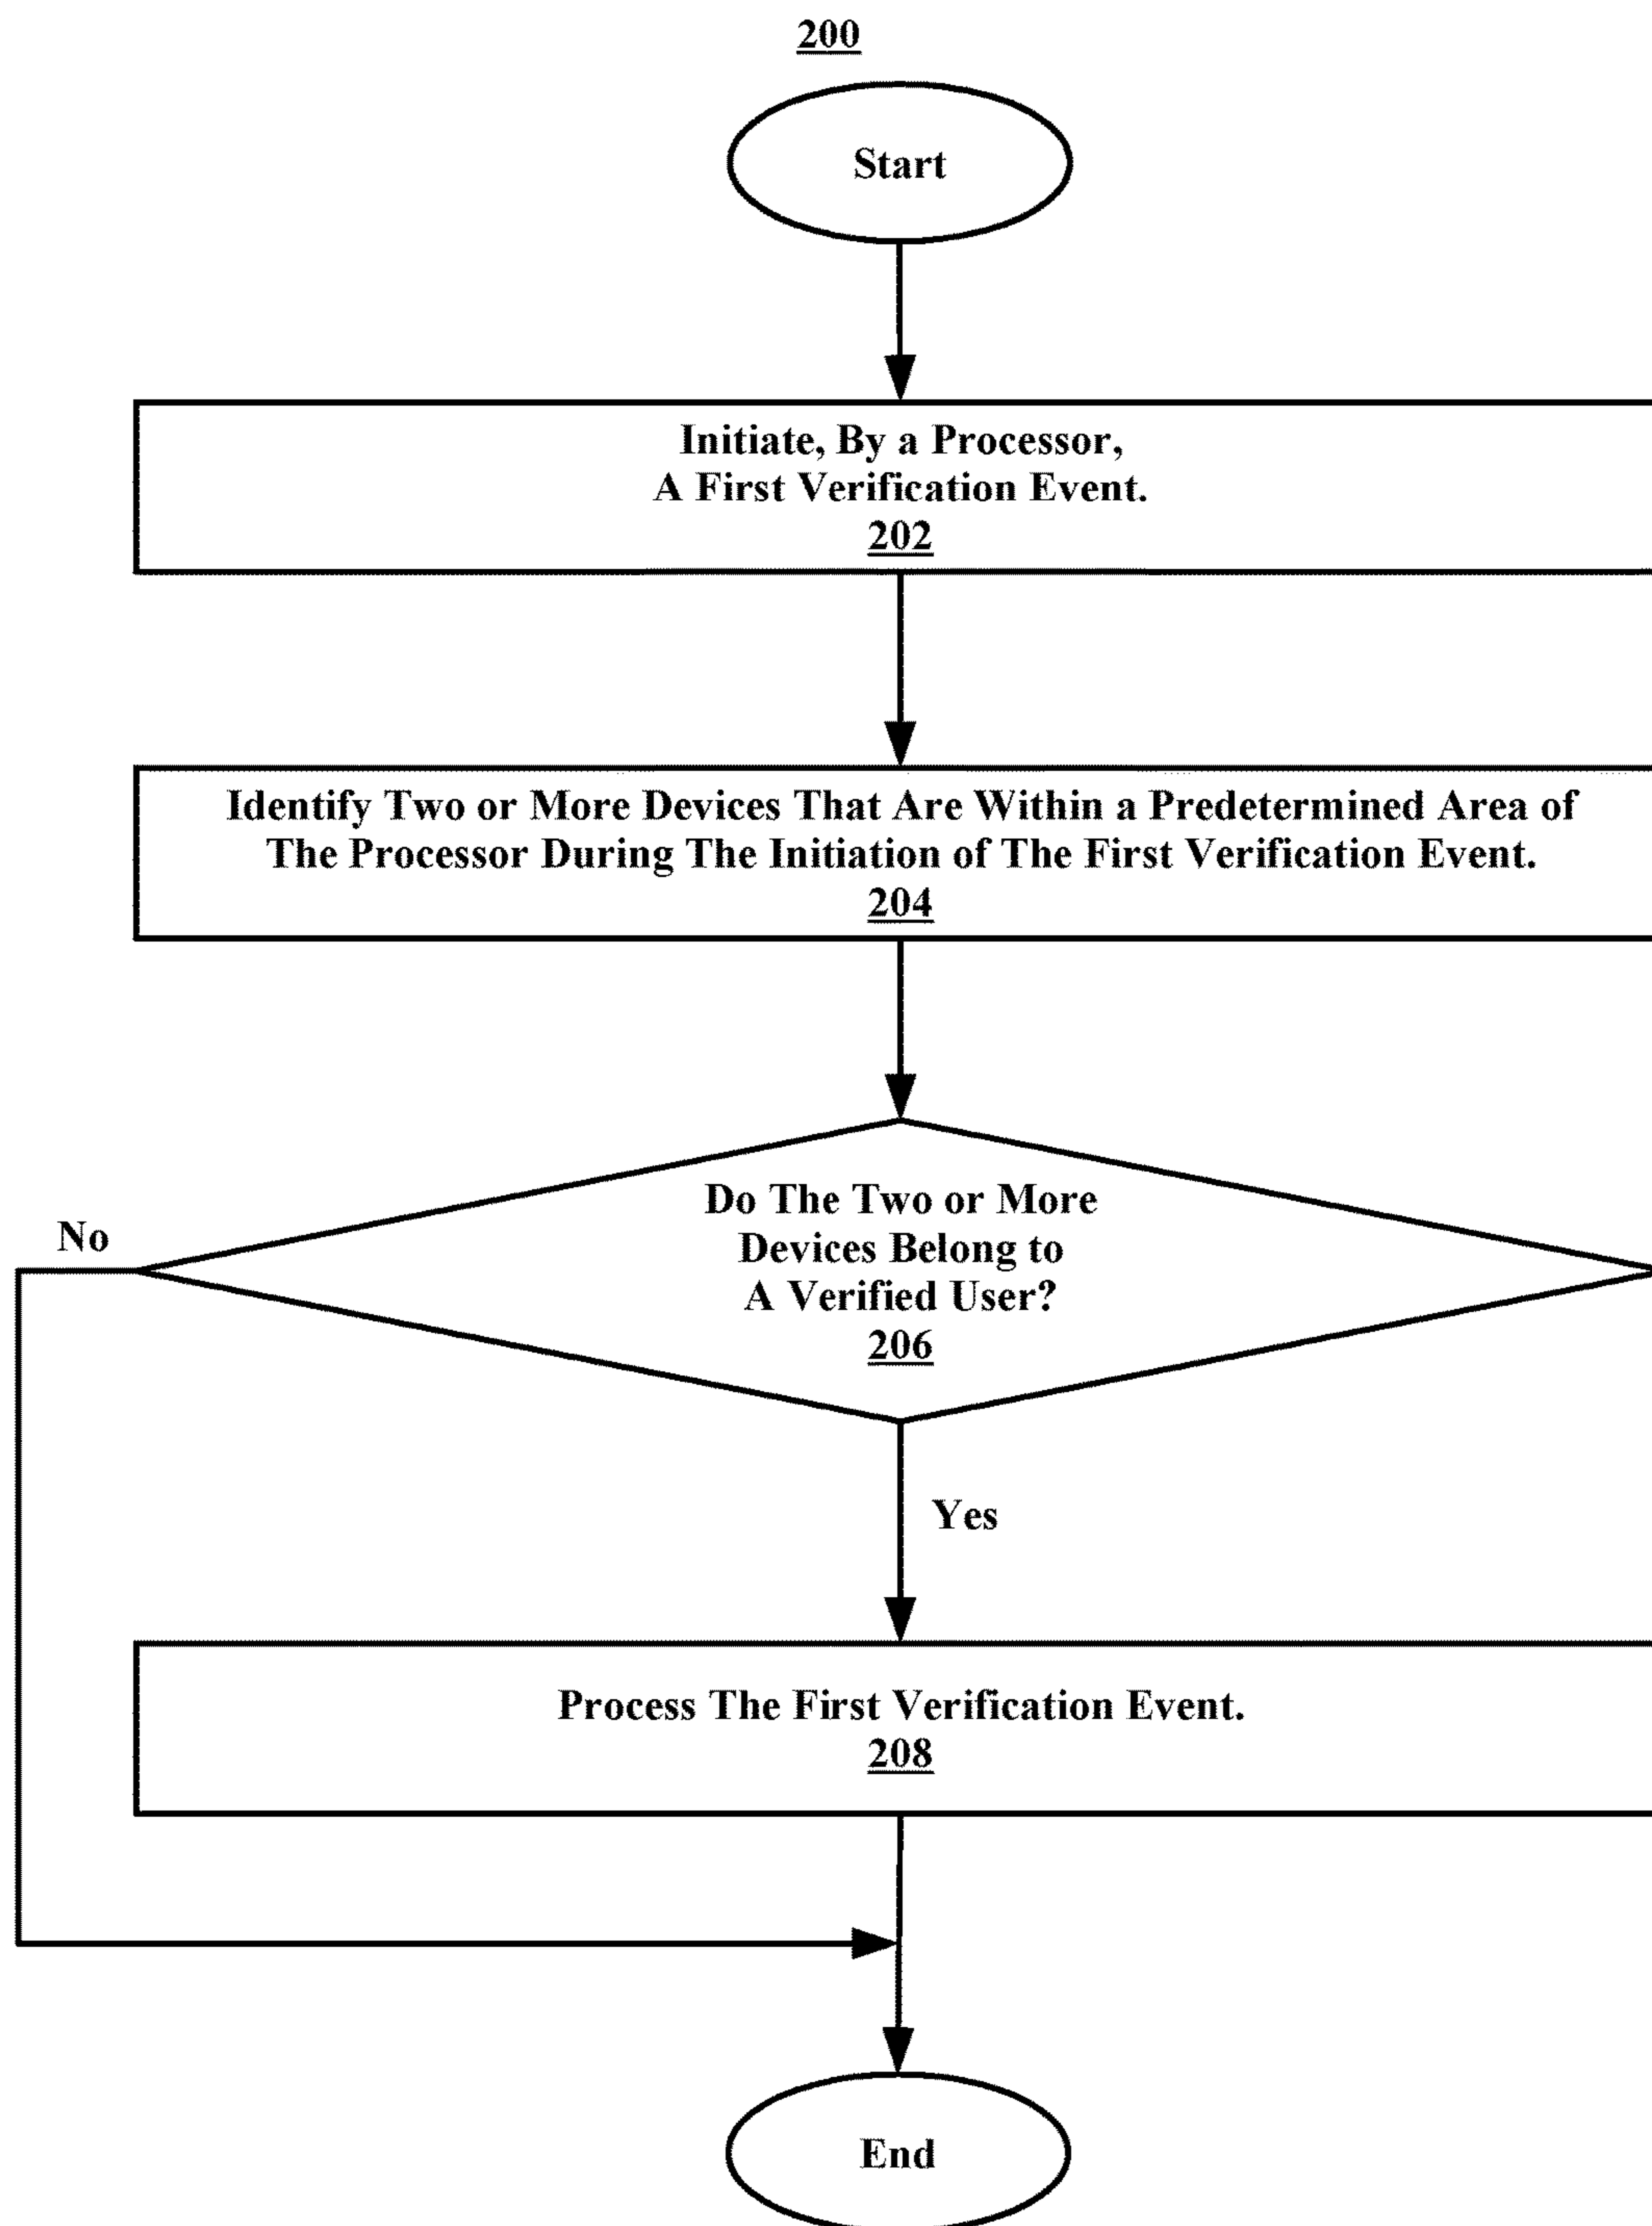 200
Start
Initiate, By a Processor,
A First Verification Event.
202
Identify Two or More Devices That Are Within a Predetermined Area of
The Processor During The Initiation of The First Verification Event.
204
Do The Two or More
Devices Belong to
A Verified User?
206
No
Yes
Process The First Verification Event.
208
End